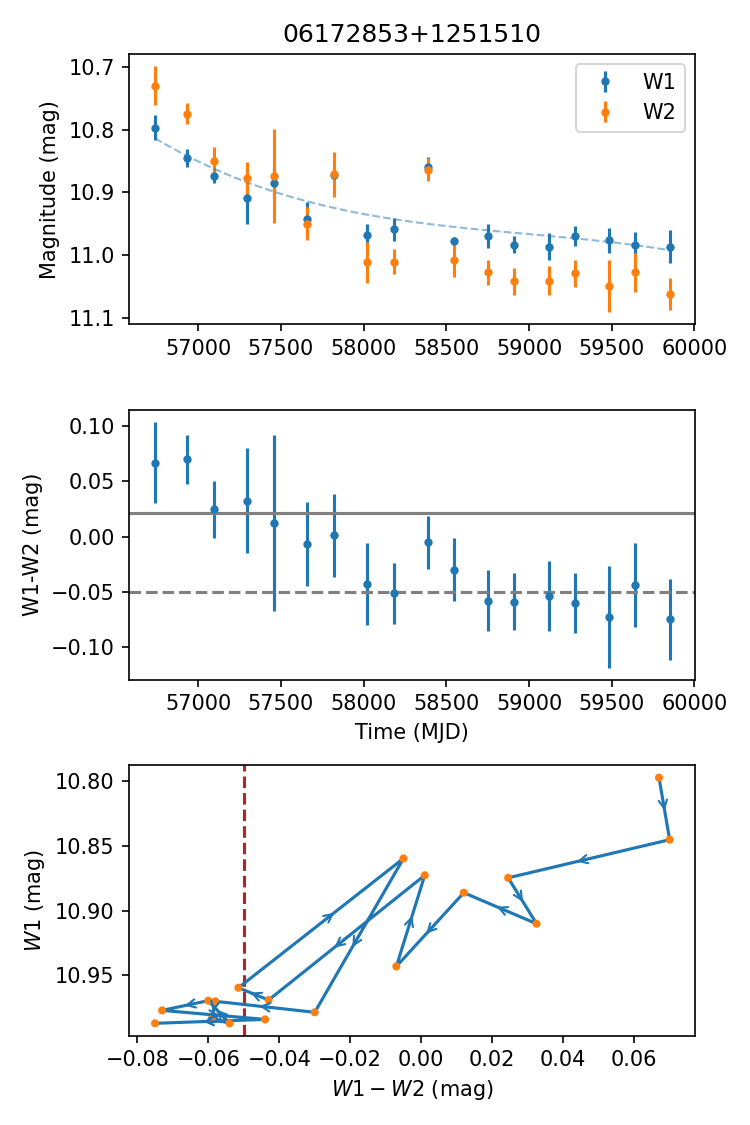 06172853+1251510
10.7
10.8
10.9
11.0
11.1
Magnitude (mag)
W1
W2
57000 57500 58000 58500 59000 59500 60000
0.10
0.05
0.00
−0.05
−0.10
W1-W2 (mag)
57000 57500 58000 58500 59000 59500 60000
Time (MJD)
10.80
10.85
10.90
10.95
W1 (mag)
−0.08 −0.06 −0.04 −0.02 0.00 0.02 0.04 0.06
W1 − W2 (mag)